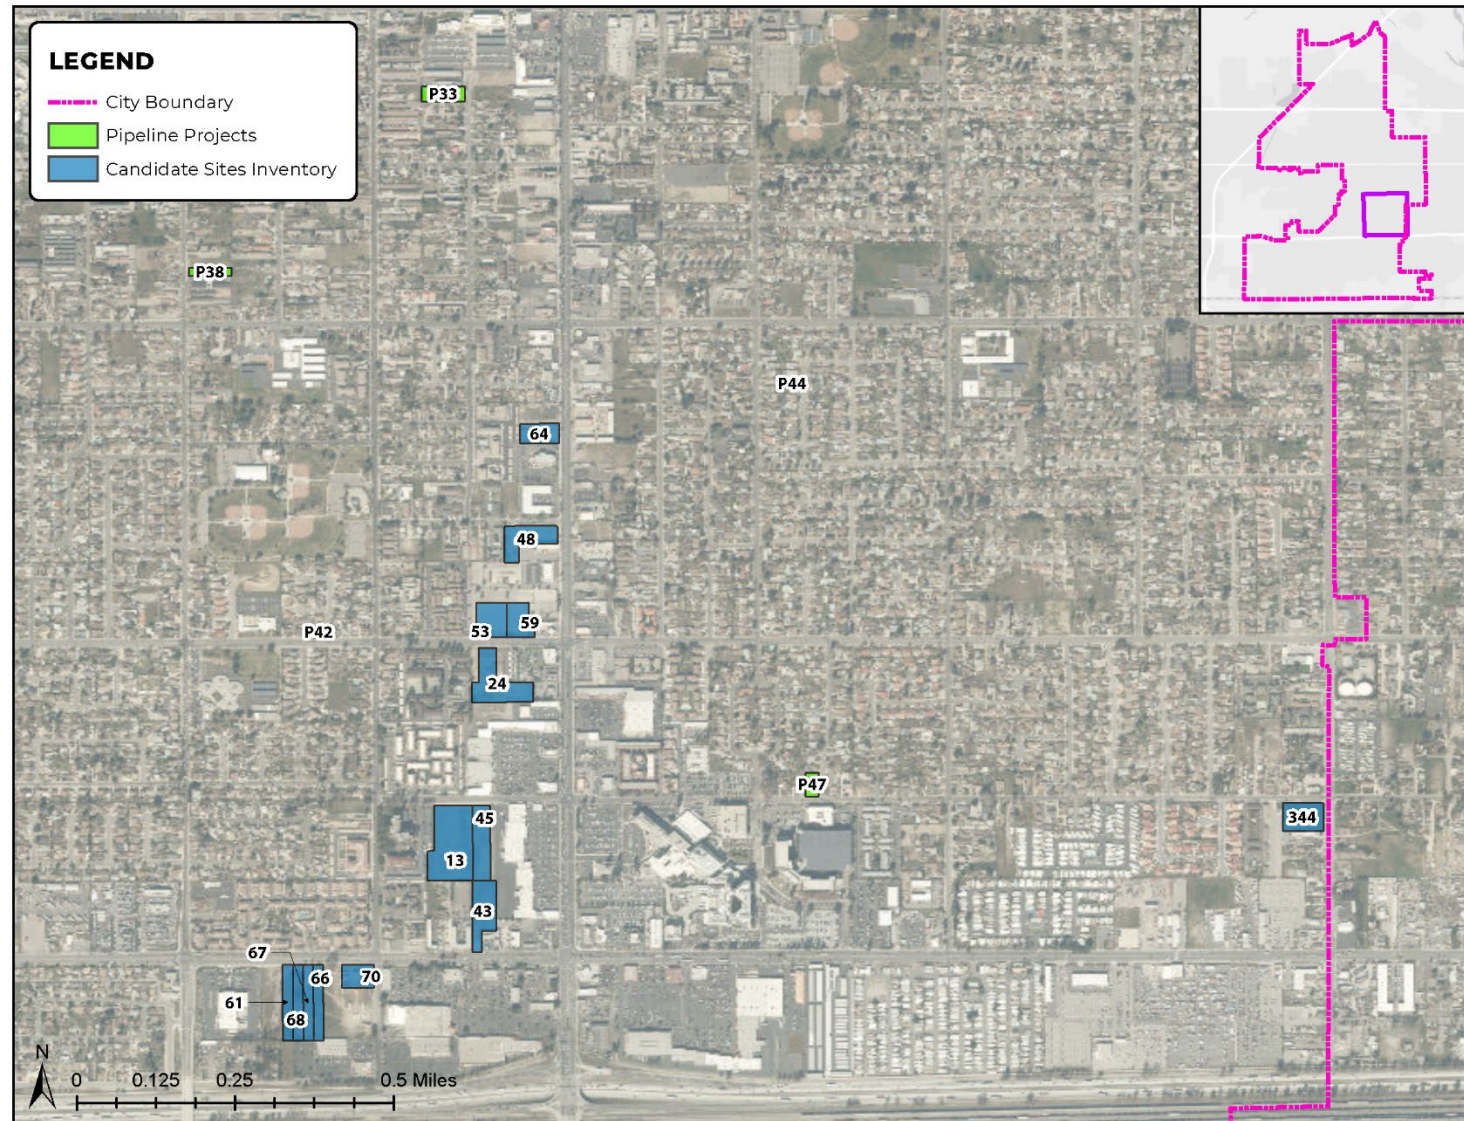 LEGEND
City Boundary
Pipeline Projects
Candidate Sites Inventory
P33
P38
P44
64
48
53
59
P42
24
P47
45
344
13
43
67
66
70
61
68
N
0 0.125 0.25 0.5 Miles